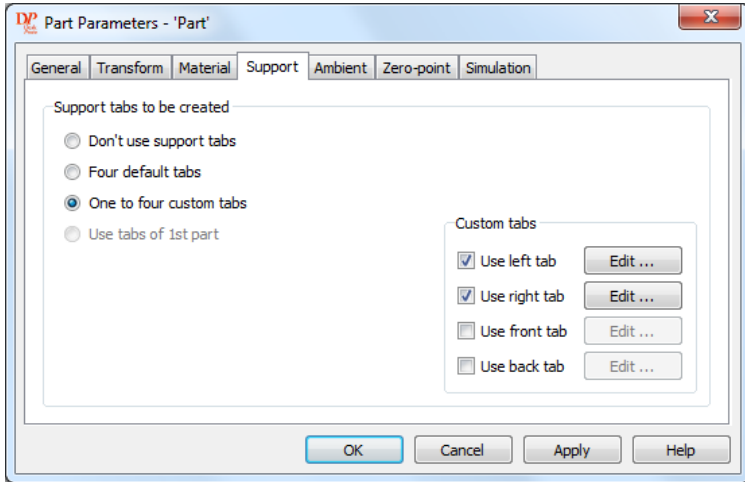 DP Part Parameters - 'Part'
General Transform Material Support Ambient Zero-point Simulation
Support tabs to be created
Don't use support tabs
Four default tabs
One to four custom tabs
Use tabs of 1st part
Custom tabs
Use left tab Edit ...
Use right tab Edit ...
Use front tab Edit ...
Use back tab Edit ...
OK Cancel Apply Help